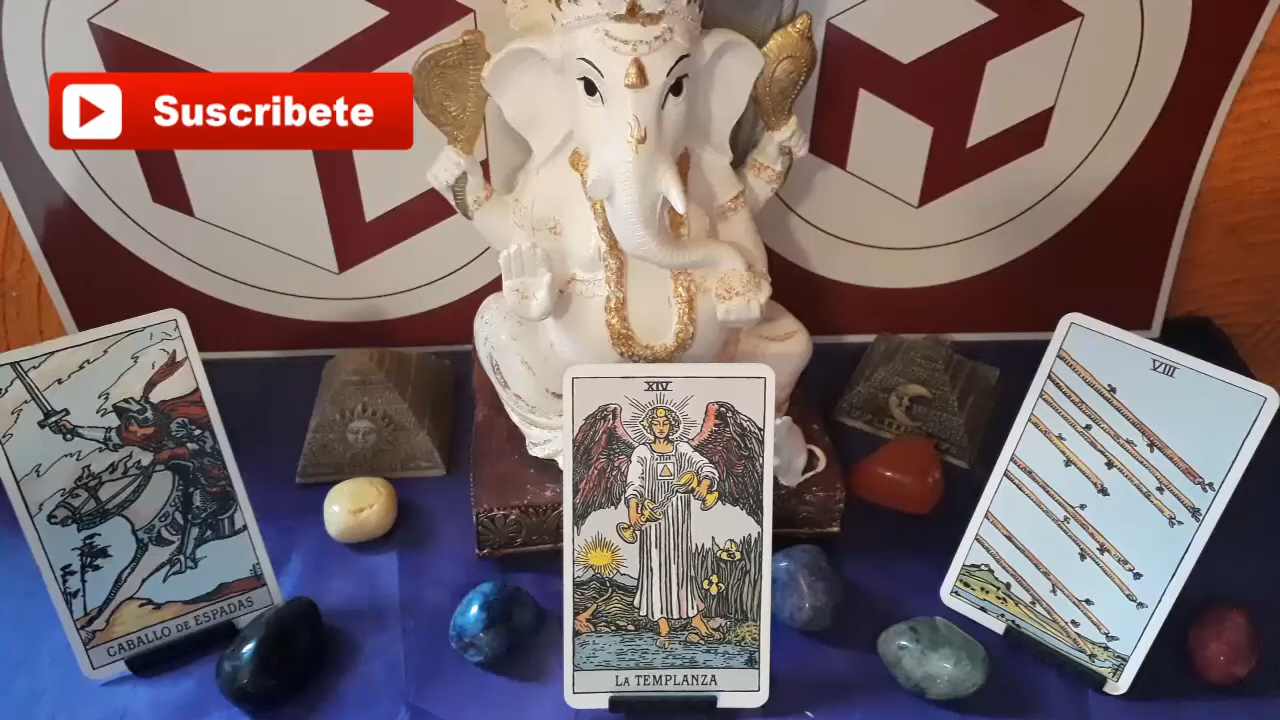 Suscribete
CABALLO DE ESPADAS
XIV
LA TEMPLANZA
VIII